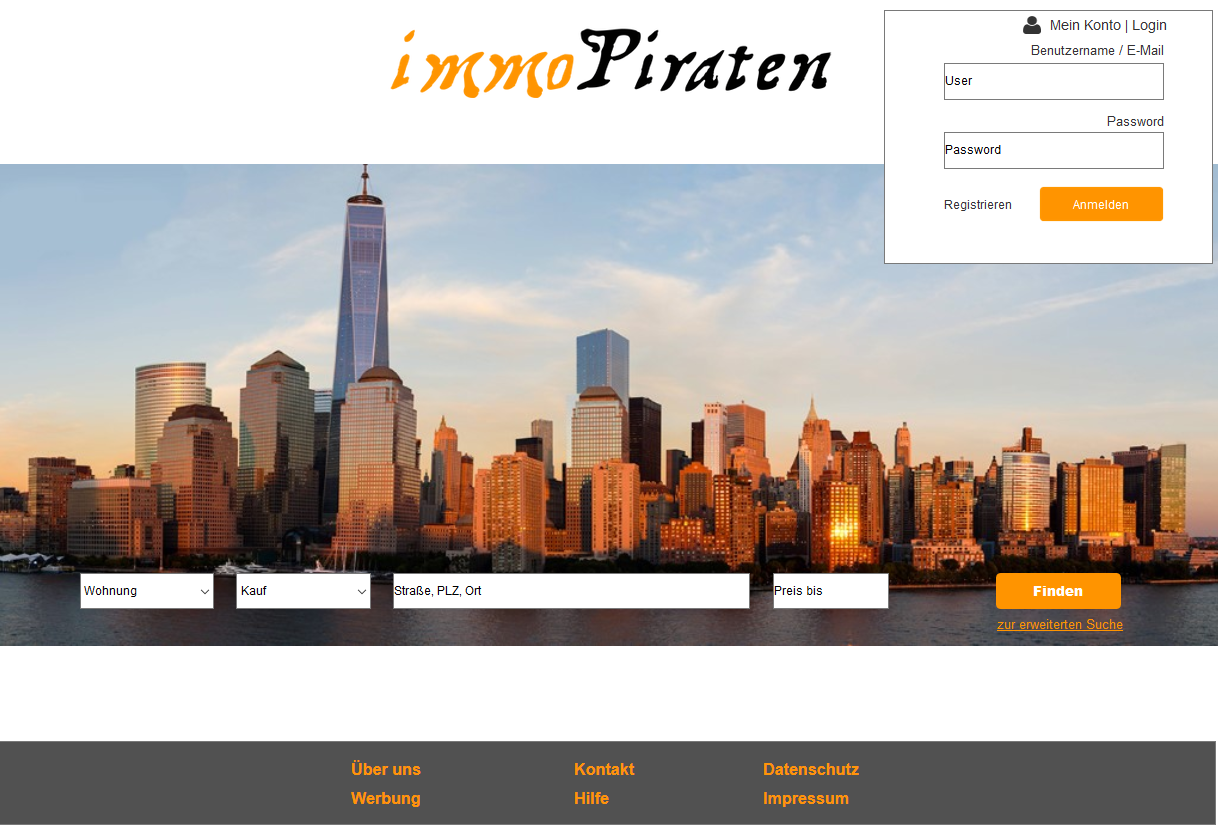 immoPiraten
Mein Konto | Login
Benutzername / E-Mail
User
Password
Password
Registrieren
Anmelden
Wohnung
Kauf
Straße, PLZ, Ort
Preis bis
Finden
zur erweiterten Suche
Über uns
Kontakt
Datenschutz
Werbung
Hilfe
Impressum